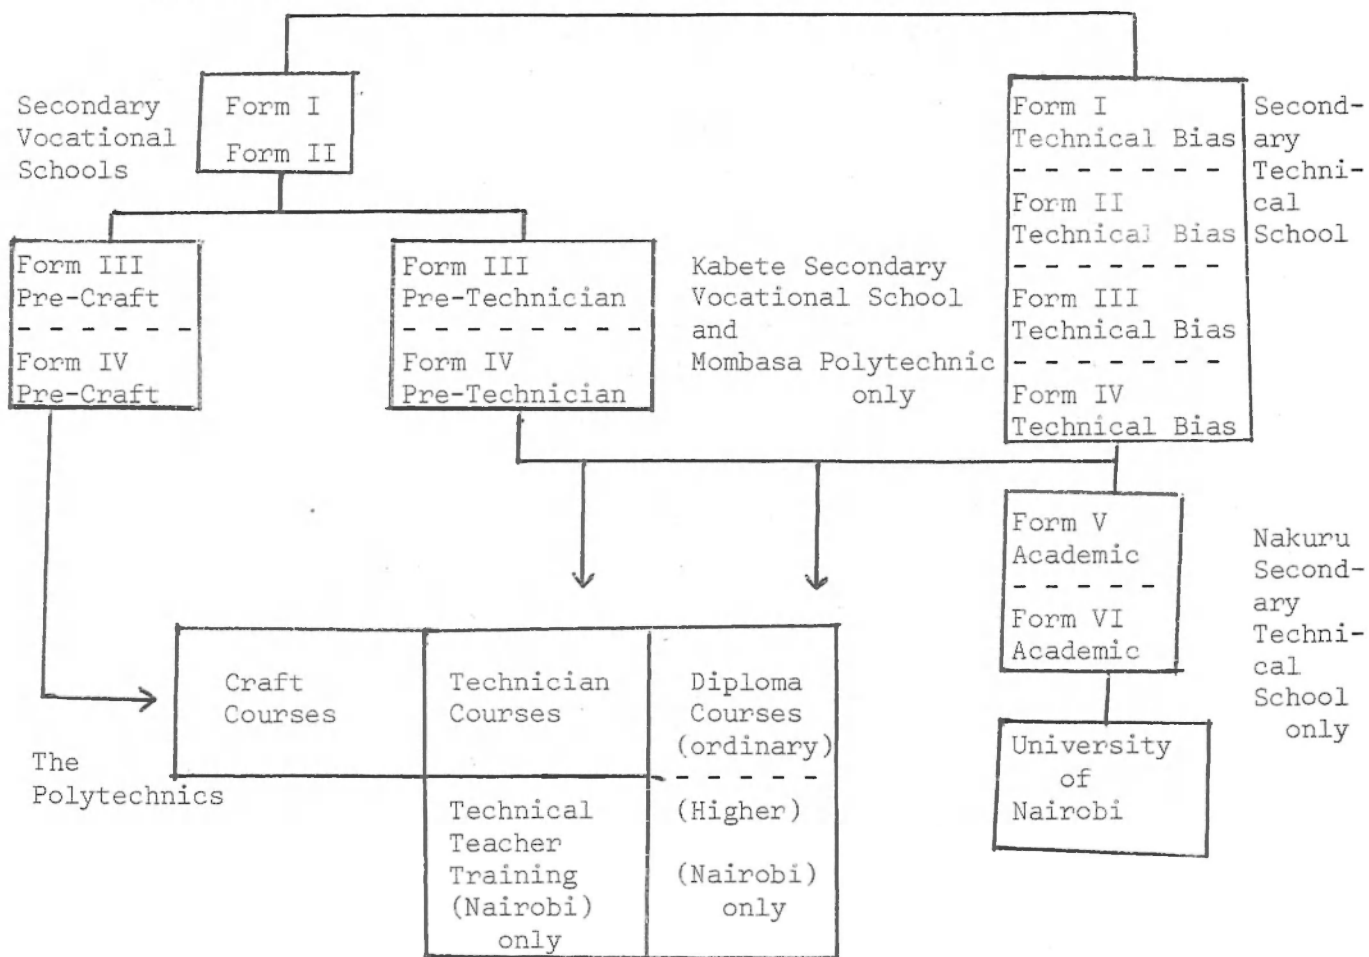 Secondary
Vocational
Schools
Form I
Form II
Form I
Technical Bias
Form II
Technical Bias
Form III
Technical Bias
Form IV
Technical Bias
Second-
ary
Techni-
cal
School
Form III
Pre-Craft
Form IV
Pre-Craft
Form III
Pre-Technician
Form IV
Pre-Technician
Kabete Secondary
Vocational School
and
Mombasa Polytechnic
only
Form V
Academic
Form VI
Academic
Nakuru
Second-
ary
Techni-
cal
School
only
University
of
Nairobi
The
Polytechnics
Craft
Courses
Technician
Courses
Diploma
Courses
(ordinary)
Technical
Teacher
Training
(Nairobi)
only
(Higher)
(Nairobi)
only